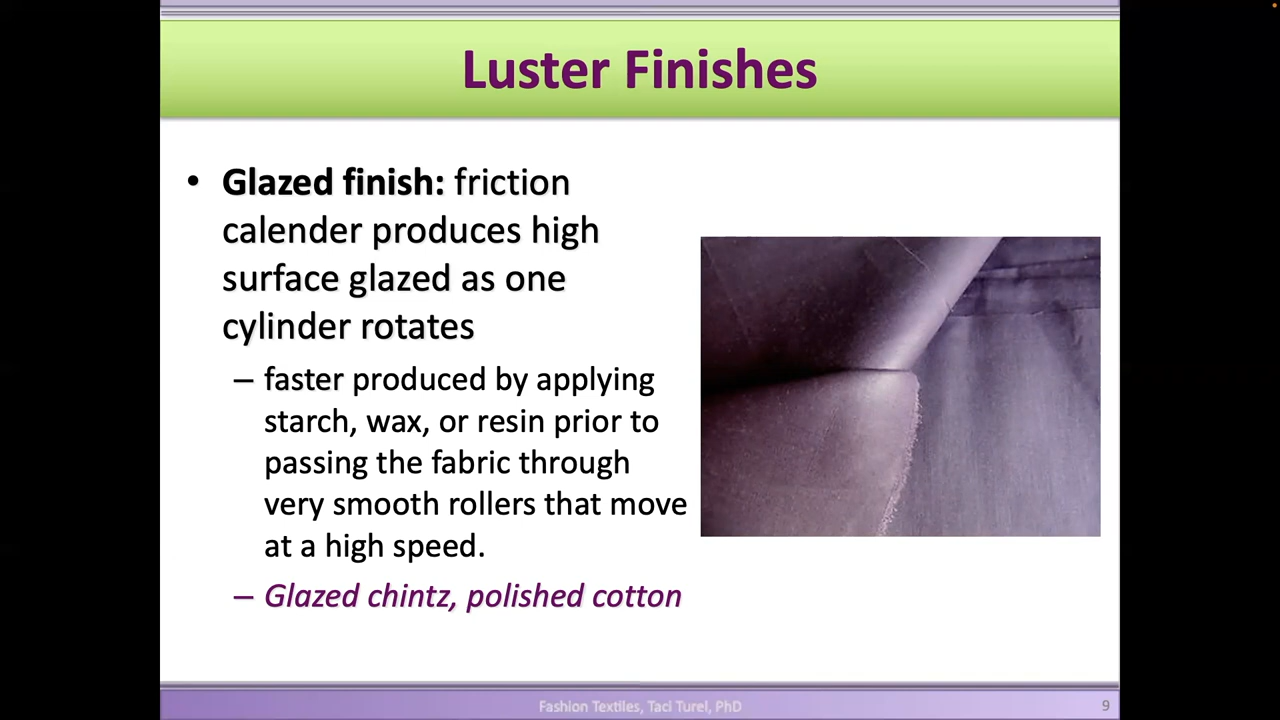 Luster Finishes
• Glazed finish: friction
calender produces high
surface glazed as one
cylinder rotates
– faster produced by applying
starch, wax, or resin prior to
passing the fabric through
very smooth rollers that move
at a high speed.
– Glazed chintz, polished cotton
Fashion Textiles, Taci Turel, PhD
9